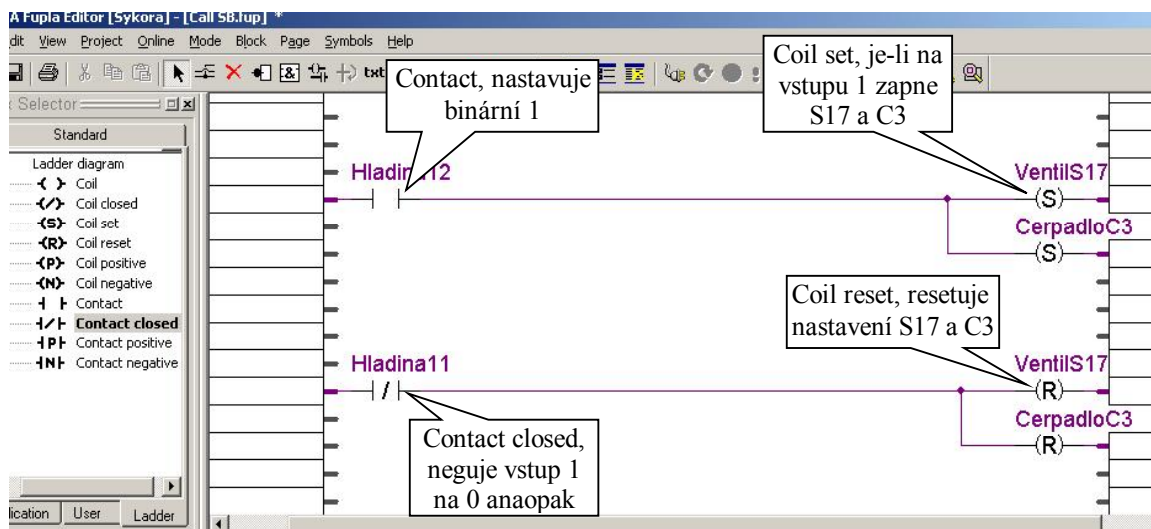 A Fupla Editor [Sykora] - [Call SB.fup] *
dit View Project Online Mode Block Page Symbols Help
txt
Selector
Standard
Ladder diagram
Coil
Coil closed
Coil set
Coil reset
Coil positive
Coil negative
Contact
Contact closed
Contact positive
Contact negative
lication User Ladder
Contact, nastavuje
binární 1
Coil set, je-li na
vstupu 1 zapne
S17 a C3
Hladina12
VentilS17
(S)
CerpadloC3
(S)
Coil reset, resetuje
nastavení S17 a C3
Hladina11
VentilS17
(R)
CerpadloC3
(R)
Contact closed,
neguje vstup 1
na 0 anaopak